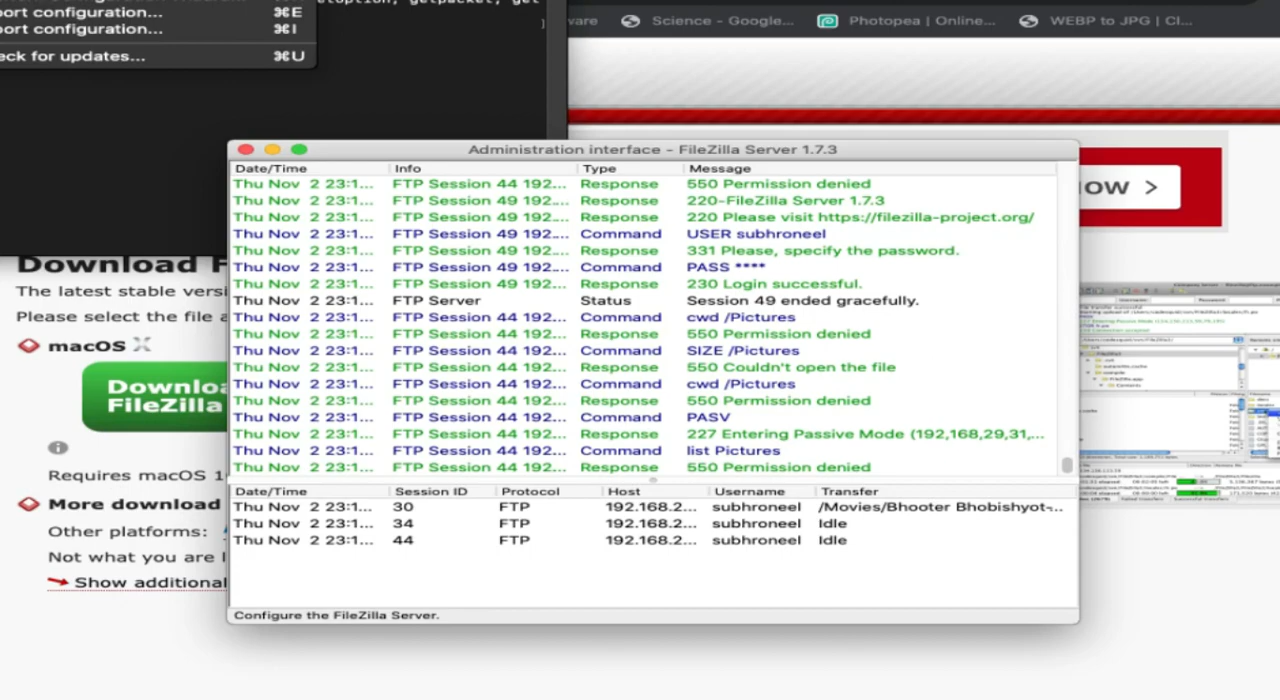 etoption, getpacket, get
port configuration... ⌘E
port configuration... ⌘I
eck for updates... ⌘U
ware Science - Google... Photopea | Online... WEBP to JPG | Cl...
OW >
Administration interface - FileZilla Server 1.7.3
Date/Time Info Type Message
Thu Nov 2 23:1... FTP Session 44 192... Response 550 Permission denied
Thu Nov 2 23:1... FTP Session 49 192.... Response 220-FileZilla Server 1.7.3
Thu Nov 2 23:1... FTP Session 49 192.... Response 220 Please visit https://filezilla-project.org/
Thu Nov 2 23:1... FTP Session 49 192.... Command USER subhroneel
Thu Nov 2 23:1... FTP Session 49 192.... Response 331 Please, specify the password.
Thu Nov 2 23:1... FTP Session 49 192.... Command PASS ****
Thu Nov 2 23:1... FTP Session 49 192.... Response 230 Login successful.
Thu Nov 2 23:1... FTP Server Status Session 49 ended gracefully.
Thu Nov 2 23:1... FTP Session 44 192... Command cwd /Pictures
Thu Nov 2 23:1... FTP Session 44 192... Response 550 Permission denied
Thu Nov 2 23:1... FTP Session 44 192... Command SIZE /Pictures
Thu Nov 2 23:1... FTP Session 44 192... Response 550 Couldn't open the file
Thu Nov 2 23:1... FTP Session 44 192... Command cwd /Pictures
Thu Nov 2 23:1... FTP Session 44 192... Response 550 Permission denied
Thu Nov 2 23:1... FTP Session 44 192... Command PASV
Thu Nov 2 23:1... FTP Session 44 192... Response 227 Entering Passive Mode (192,168,29,31,...
Thu Nov 2 23:1... FTP Session 44 192... Command list Pictures
Thu Nov 2 23:1... FTP Session 44 192... Response 550 Permission denied
Date/Time Session ID Protocol Host Username Transfer
Thu Nov 2 23:1... 30 FTP 192.168.2... subhroneel /Movies/Bhooter Bhobishyot-...
Thu Nov 2 23:1... 34 FTP 192.168.2... subhroneel Idle
Thu Nov 2 23:1... 44 FTP 192.168.2... subhroneel Idle
Configure the FileZilla Server.
Download F
The latest stable versi
Please select the file a
macOS X
Downloa
FileZilla
Requires macOS 1
More download
Other platforms:
Not what you are l
Show additional